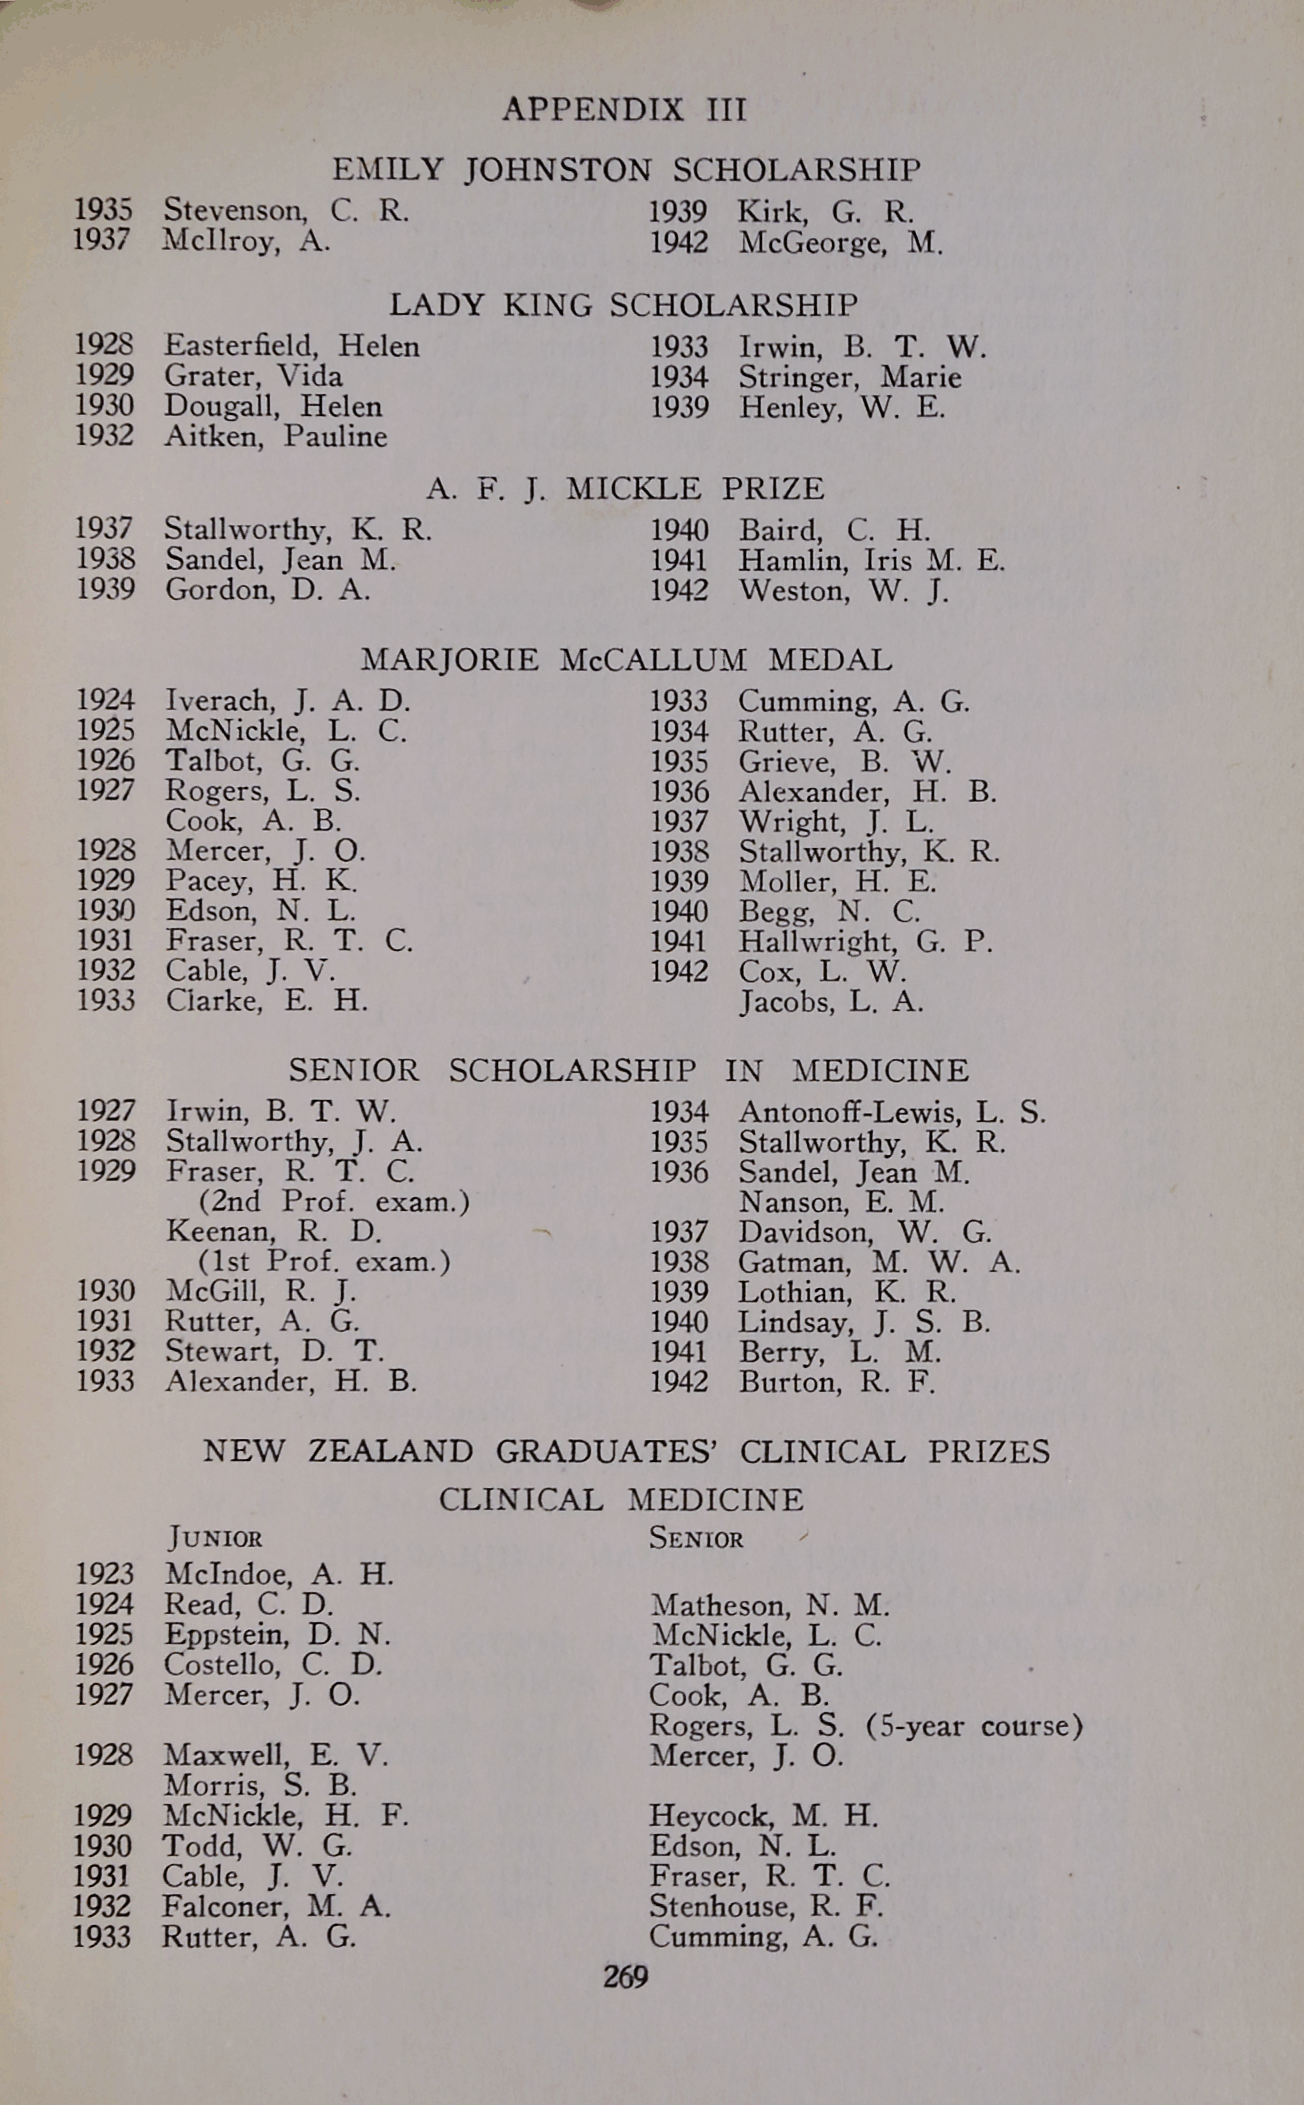 APPENDIX III
EMILY JOHNSTON SCHOLARSHIP
1935 Stevenson, C. R. 1939 Kirk, G. R.
1937 McIlroy, A. 1942 McGeorge, M.
LADY KING SCHOLARSHIP
1928 Easterfield, Helen 1933 Irwin, B. T. W.
1929 Grater, Vida 1934 Stringer, Marie
1930 Dougall, Helen 1939 Henley, W. E.
1932 Aitken, Pauline
A. F. J. MICKLE PRIZE
1937 Stallworthy, K. R. 1940 Baird, C. H.
1938 Sandel, Jean M. 1941 Hamlin, Iris M. E.
1939 Gordon, D. A. 1942 Weston, W. J.
MARJORIE McCALLUM MEDAL
1924 Iverach, J. A. D. 1933 Cumming, A. G.
1925 McNickle, L. C. 1934 Rutter, A. G.
1926 Talbot, G. G. 1935 Grieve, B. W.
1927 Rogers, L. S. 1936 Alexander, H. B.
Cook, A. B. 1937 Wright, J. L.
1928 Mercer, J. O. 1938 Stallworthy, K. R.
1929 Pacey, H. K. 1939 Moller, H. E.
1930 Edson, N. L. 1940 Begg, N. C.
1931 Fraser, R. T. C. 1941 Hallwright, G. P.
1932 Cable, J. V. 1942 Cox, L. W.
1933 Clarke, E. H. Jacobs, L. A.
SENIOR SCHOLARSHIP IN MEDICINE
1927 Irwin, B. T. W. 1934 Antonoff-Lewis, L. S.
1928 Stallworthy, J. A. 1935 Stallworthy, K. R.
1929 Fraser, R. T. C. 1936 Sandel, Jean M.
(2nd Prof. exam.) Nanson, E. M.
Keenan, R. D. 1937 Davidson, W. G.
(1st Prof. exam.) 1938 Gatman, M. W. A.
1930 McGill, R. J. 1939 Lothian, K. R.
1931 Rutter, A. G. 1940 Lindsay, J. S. B.
1932 Stewart, D. T. 1941 Berry, L. M.
1933 Alexander, H. B. 1942 Burton, R. F.
NEW ZEALAND GRADUATES' CLINICAL PRIZES
CLINICAL MEDICINE
JUNIOR SENIOR
1923 McIndoe, A. H.
1924 Read, C. D. Matheson, N. M.
1925 Eppstein, D. N. McNickle, L. C.
1926 Costello, C. D. Talbot, G. G.
1927 Mercer, J. O. Cook, A. B.
Rogers, L. S. (5-year course)
1928 Maxwell, E. V. Mercer, J. O.
Morris, S. B.
1929 McNickle, H. F. Heycock, M. H.
1930 Todd, W. G. Edson, N. L.
1931 Cable, J. V. Fraser, R. T. C.
1932 Falconer, M. A. Stenhouse, R. F.
1933 Rutter, A. G. Cumming, A. G.
269